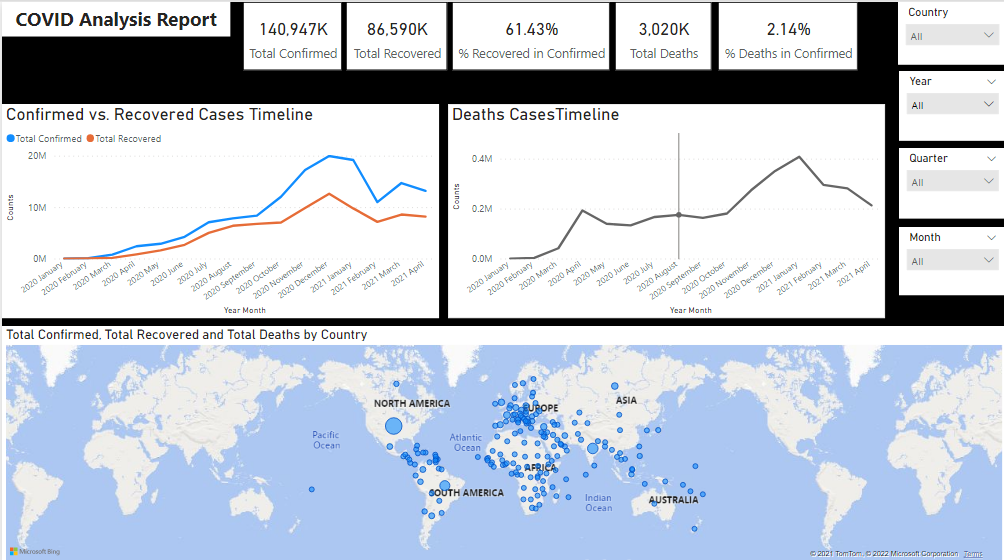 COVID Analysis Report
140,947K
Total Confirmed
86,590K
Total Recovered
61.43%
% Recovered in Confirmed
3,020K
Total Deaths
2.14%
% Deaths in Confirmed
Country
All
Year
All
Quarter
All
Month
All
Confirmed vs. Recovered Cases Timeline
Total Confirmed Total Recovered
20M
10M
0M
Counts
2020 January
2020 February
2020 March
2020 April
2020 May
2020 June
2020 July
2020 August
2020 September
2020 October
2020 November
2020 December
2021 January
2021 February
2021 March
2021 April
Year Month
Deaths CasesTimeline
0.4M
0.2M
0.0M
Counts
2020 January
2020 February
2020 March
2020 April
2020 May
2020 June
2020 July
2020 August
2020 September
2020 October
2020 November
2020 December
2021 January
2021 February
2021 March
2021 April
Year Month
Total Confirmed, Total Recovered and Total Deaths by Country
NORTH AMERICA
EUROPE
ASIA
Pacific
Ocean
Atlantic
Ocean
AFRICA
SOUTH AMERICA
Indian
Ocean
AUSTRALIA
Microsoft Bing
© 2021 TomTom, © 2022 Microsoft Corporation Terms